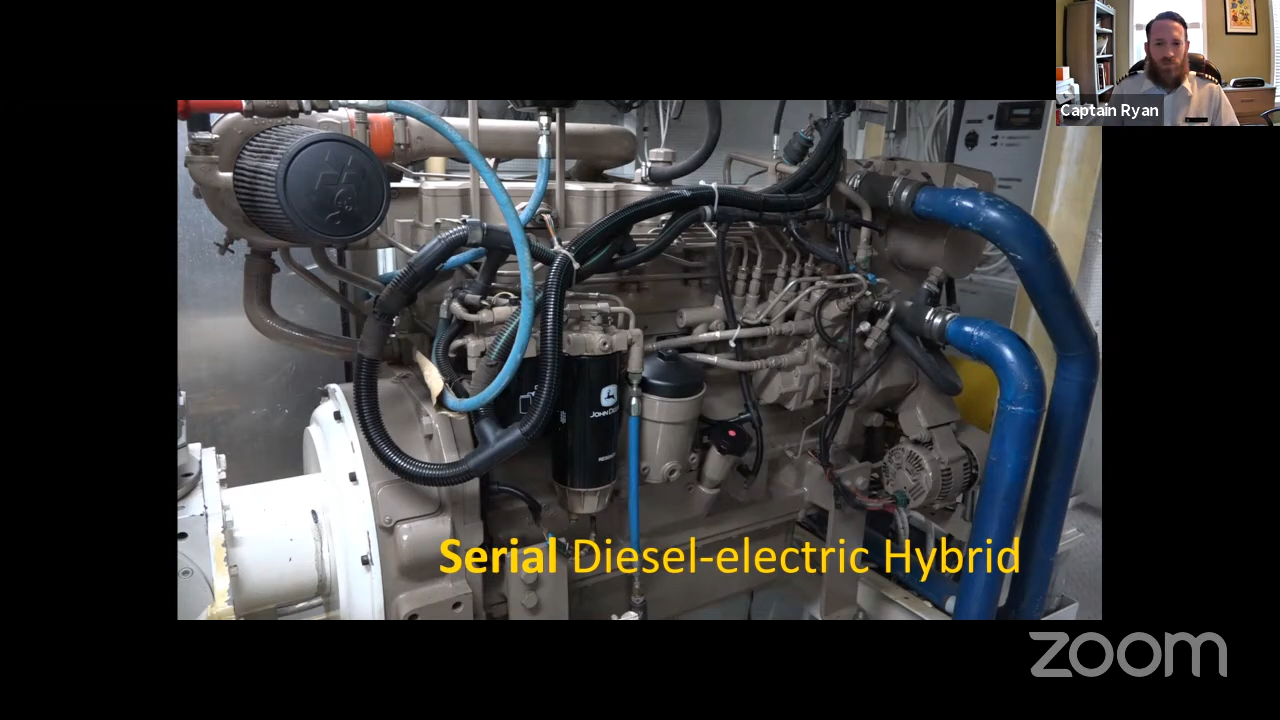 Captain Ryan
K&N
JOHN DEERE
Serial Diesel-electric Hybrid
zoom